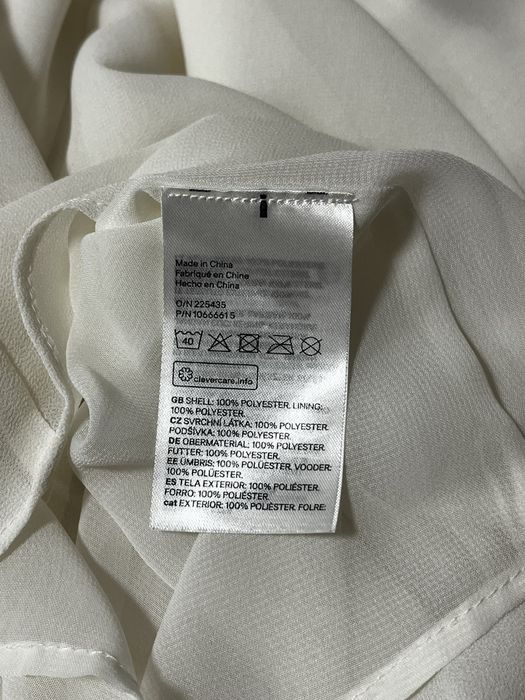 Made in China
Fabriqué en Chine
Hecho en China
O/N 225435
P/N 10666615
40
clevercare.info
GB SHELL: 100% POLYESTER. LINING:
100% POLYESTER.
CZ SVRCHNÍ LÁTKA: 100% POLYESTER.
PODŠÍVKA: 100% POLYESTER.
DE OBERMATERIAL: 100% POLYESTER.
FUTTER: 100% POLYESTER.
EE ÜMBRIS: 100% POLÜESTER. VOODER:
100% POLÜESTER.
ES TELA EXTERIOR: 100% POLIÉSTER.
FORRO: 100% POLIÉSTER.
cat EXTERIOR: 100% POLIÈSTER. FOLRE: